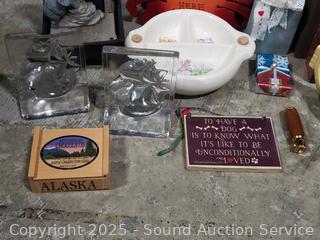 HERE
TO HAVE A
DOG
IS TO KNOW WHAT
IT'S LIKE TO BE
UNCONDITIONALLY
LOVED
ALASKA
Copyright 2025 - Sound Auction Service